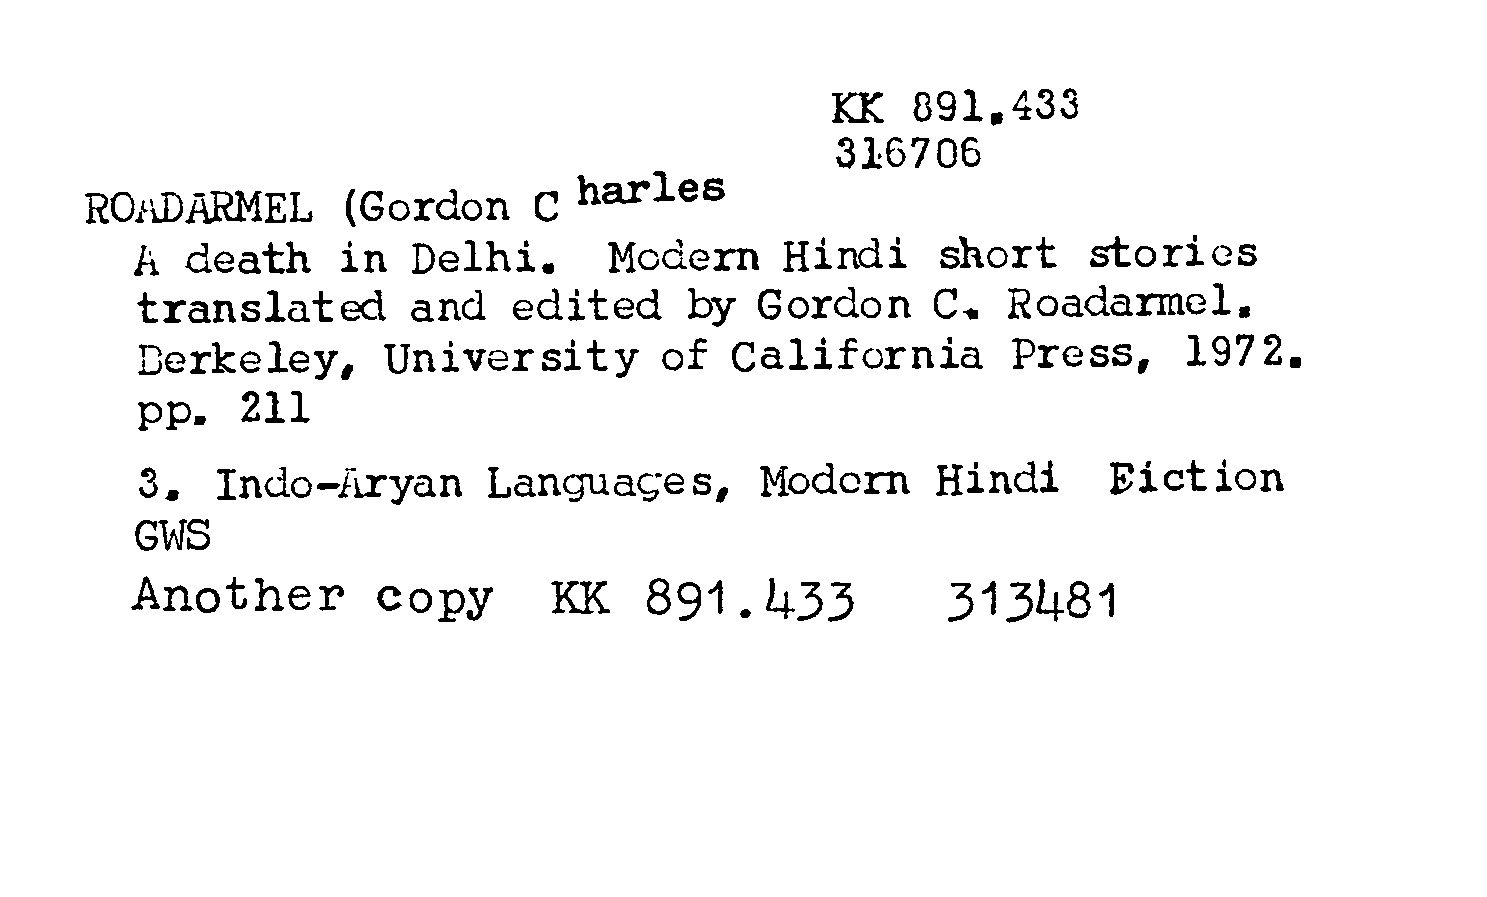 KK 891.433
316706
ROADARMEL (Gordon C harles
A death in Delhi. Modern Hindi short stories
translated and edited by Gordon C. Roadarmel.
Berkeley, University of California Press, 1972.
pp. 211
3. Indo-Aryan Languages, Modern Hindi Fiction
GWS
Another copy KK 891.433 313481